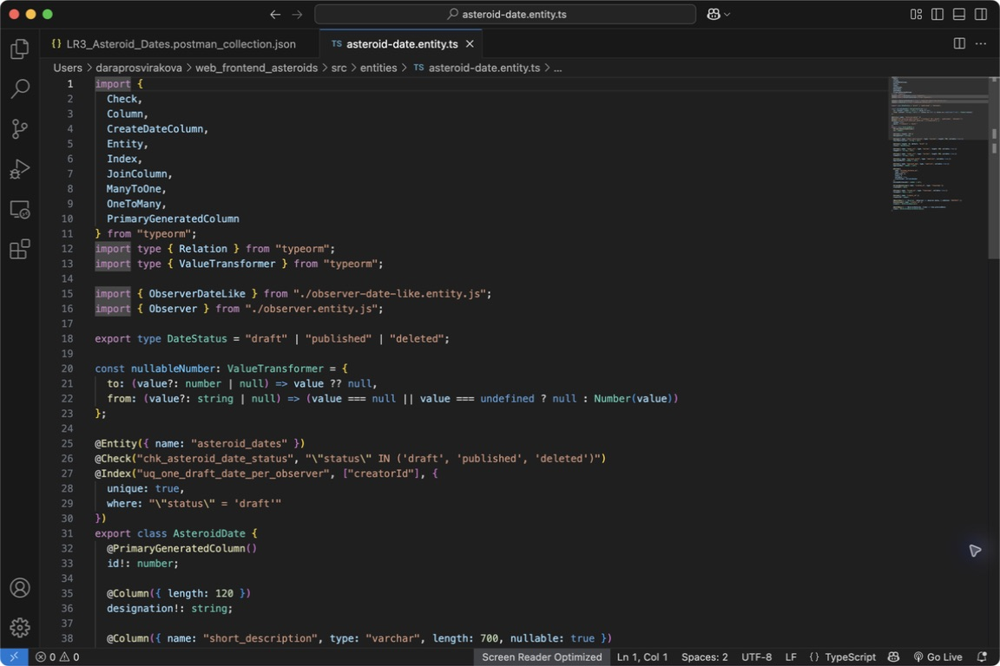 asteroid-date.entity.ts
{} LR3_Asteroid_Dates.postman_collection.json
TS asteroid-date.entity.ts
Users > daraprosvirakova > web_frontend_asteroids > src > entities > TS asteroid-date.entity.ts > ...
1 import {
2 Check,
3 Column,
4 CreateDateColumn,
5 Entity,
6 Index,
7 JoinColumn,
8 ManyToOne,
9 OneToMany,
10 PrimaryGeneratedColumn
11 } from "typeorm";
12 import type { Relation } from "typeorm";
13 import type { ValueTransformer } from "typeorm";
14
15 import { ObserverDateLike } from "./observer-date-like.entity.js";
16 import { Observer } from "./observer.entity.js";
17
18 export type DateStatus = "draft" | "published" | "deleted";
19
20 const nullableNumber: ValueTransformer = {
21 to: (value?: number | null) => value ?? null,
22 from: (value?: string | null) => (value === null || value === undefined ? null : Number(value))
23 };
24
25 @Entity({ name: "asteroid_dates" })
26 @Check("chk_asteroid_date_status", "\"status\" IN ('draft', 'published', 'deleted')")
27 @Index("uq_one_draft_date_per_observer", ["creatorId"], {
28 unique: true,
29 where: "\"status\" = 'draft'"
30 })
31 export class AsteroidDate {
32 @PrimaryGeneratedColumn()
33 id!: number;
34
35 @Column({ length: 120 })
36 designation!: string;
37
38 @Column({ name: "short_description", type: "varchar", length: 700, nullable: true })
0 0
Screen Reader Optimized
Ln 1, Col 1
Spaces: 2
UTF-8
LF
{} TypeScript
Go Live